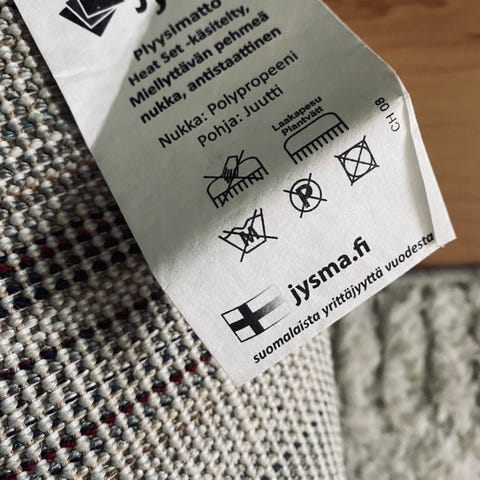 Plyysimatto
Heat Set -käsitelty,
Miellyttävän pehmeä
nukka, antistaattinen
Nukka: Polypropeeni
Pohja: Juutti
Laakapesu
Plantvätt
P
M
CH 08
jysma.fi
suomalaista yrittäjyyttä vuodesta